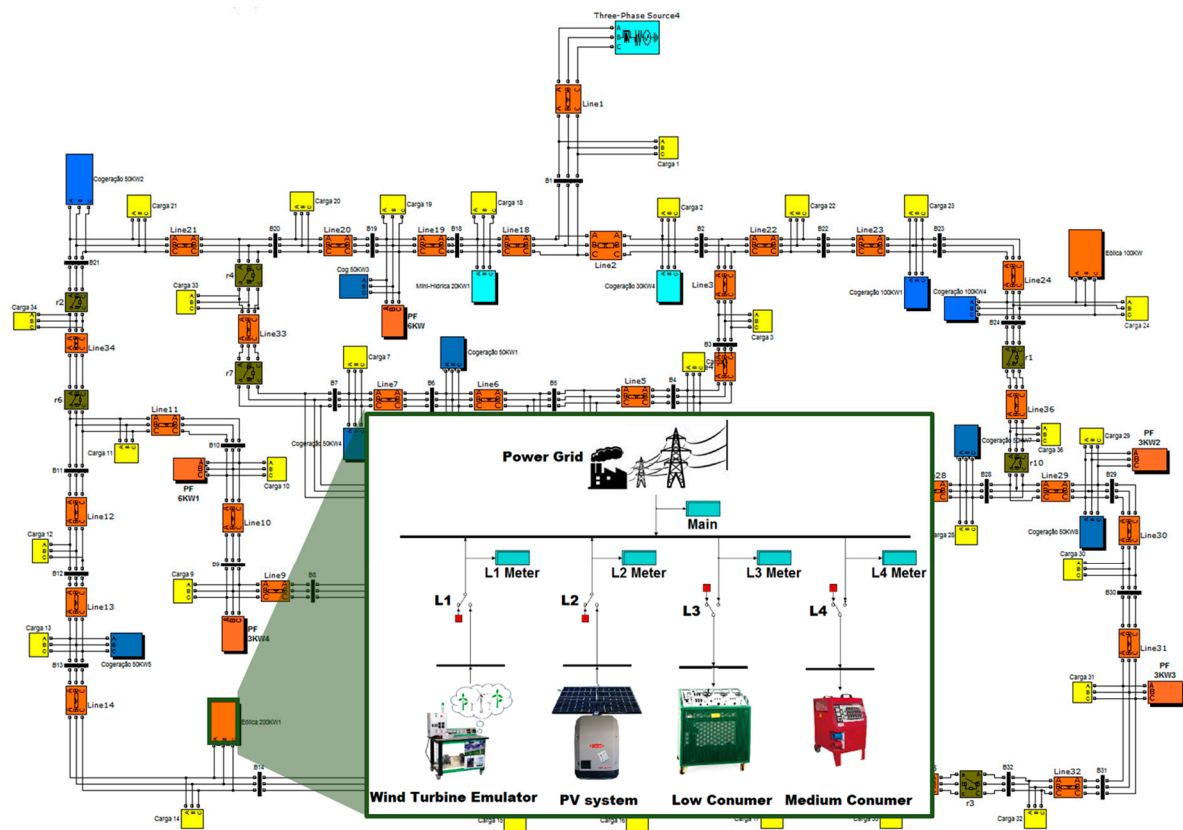 Three-Phase Source4
Line1
Carga 1
B1
Cogeração 50KW2
Carga 21
Carga 20
Carga 19
Carga 18
Carga 2
Carga 22
Carga 23
Line21
B20
Line20
B19
Line19
B18
Line18
Line2
B2
Line22
B22
Line23
B23
Eólica 100KW
B21
r4
Cog 50KW3
Mini-Hídrica 20KW1
Cogeração 30KW4
Line3
Cogeração 100KW1
Cogeração 100KW4
Line24
Carga 34
r2
Carga 33
PF
6KW
Carga 3
B24
Carga 24
Line34
Line33
Carga 7
Cogeração 50KW1
B3
r1
r6
r7
B7
Line7
B6
Line6
B5
Line5
B4
Line36
Line11
Carga 11
B10
Cogeração 50KW4
Cogeração 50KW7
Carga 36
Carga 29
PF
3KW2
B11
PF
6KW1
Carga 10
r10
28
B28
Line29
B29
Line12
Line10
Carga 28
Cogeração 50KW8
Line30
Carga 12
B12
B9
Carga 30
Carga 9
Line9
B8
B30
Line13
Carga 13
PF
3KW4
Cogeração 50KW5
Line31
B13
PF
3KW3
Carga 31
Line14
Eólica 200KW1
B14
r3
B32
Line32
B31
Carga 14
Carga 15
Carga 16
Carga 32
Power Grid
Main
L1 Meter
L2 Meter
L3 Meter
L4 Meter
L1
L2
L3
L4
Wind Turbine Emulator
PV system
Low Conumer
Medium Conumer